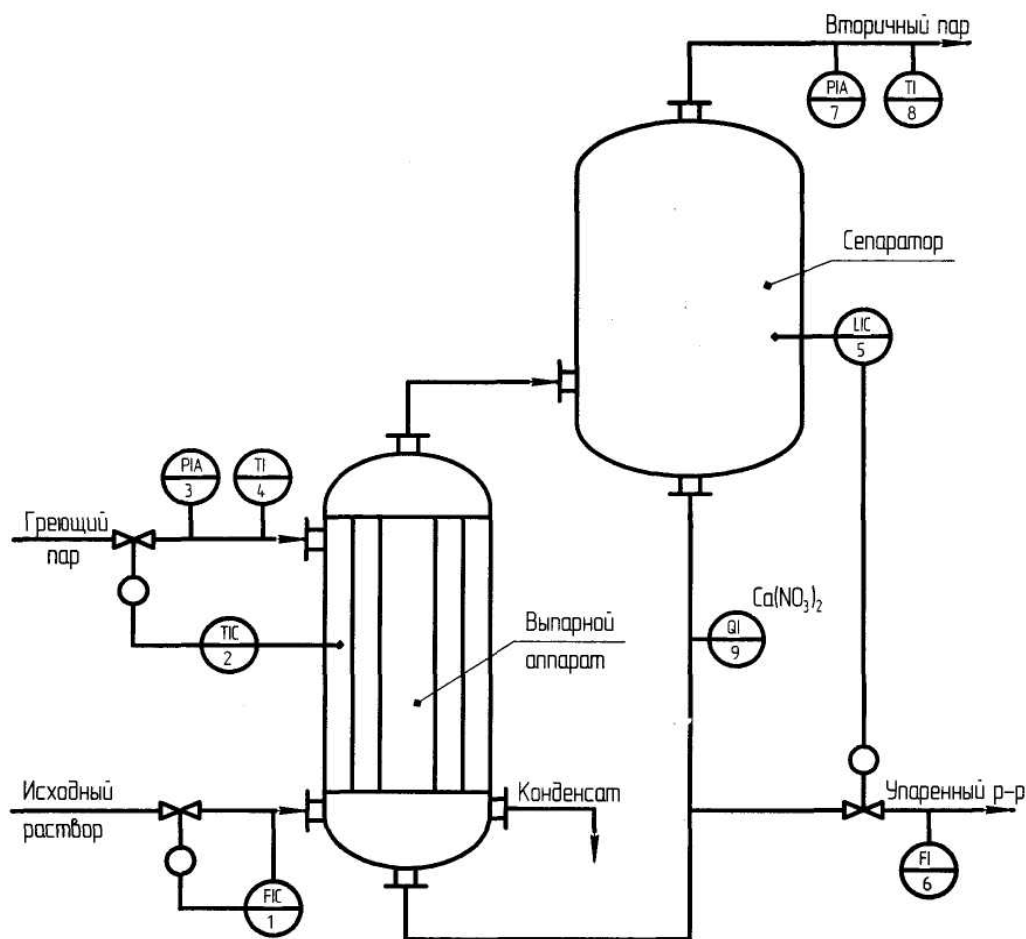 Вторичный пар
PIA
7
TI
8
Сепаратор
LIC
5
PIA
3
TI
4
Греющий
пар
TIC
2
Ca(NO₃)₂
QI
9
Выпарной
аппарат
Исходный
раствор
Конденсат
Упаренный р-р
FIC
1
FI
6